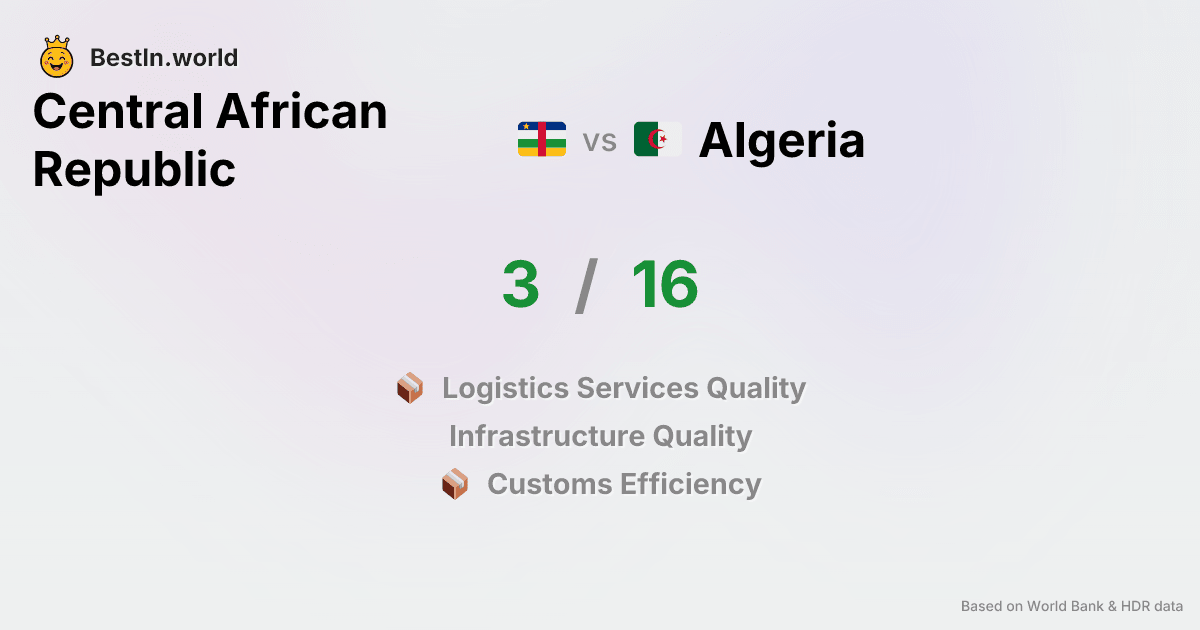 BestIn.world
Central African
Republic
vs
Algeria
3 / 16
Logistics Services Quality
Infrastructure Quality
Customs Efficiency
Based on World Bank & HDR data